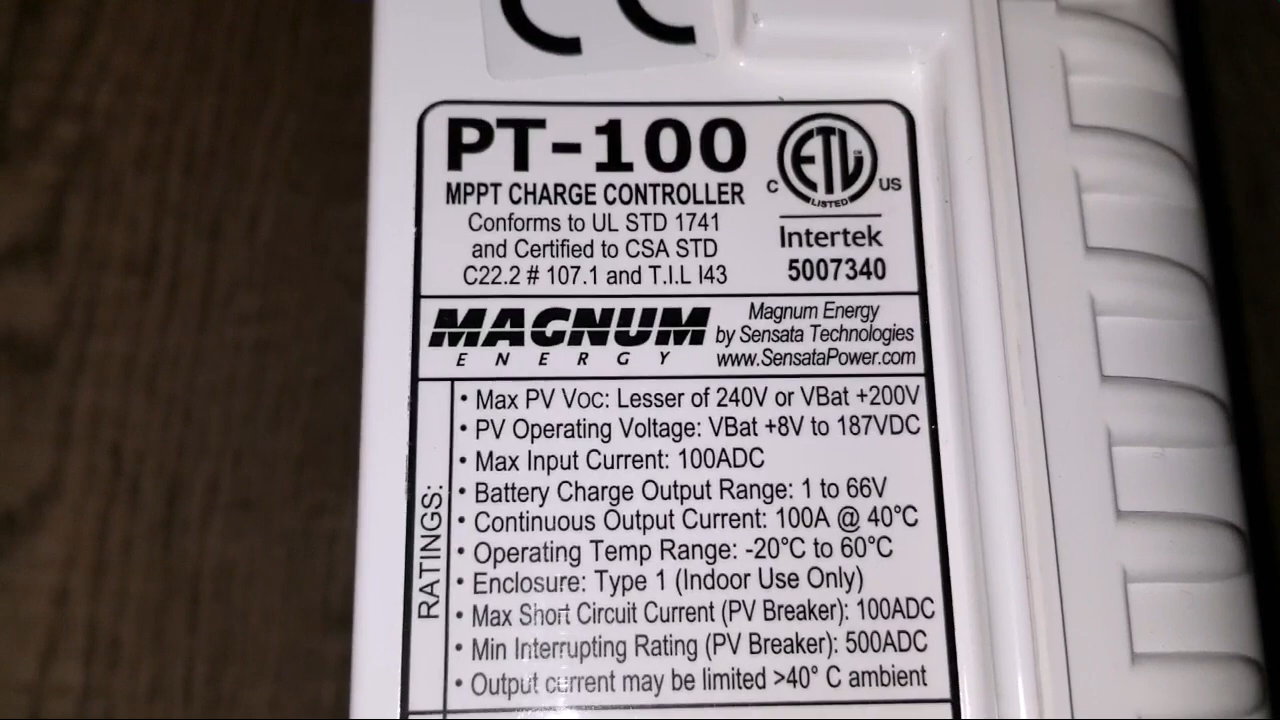 CE
PT-100
MPPT CHARGE CONTROLLER
Conforms to UL STD 1741
and Certified to CSA STD
C22.2 # 107.1 and T.I.L I43
ETL
CM
LISTED
C
US
Intertek
5007340
MAGNUM
ENERGY
Magnum Energy
by Sensata Technologies
www.SensataPower.com
RATINGS:
• Max PV VOC: Lesser of 240V or VBat +200V
• PV Operating Voltage: VBat +8V to 187VDC
• Max Input Current: 100ADC
• Battery Charge Output Range: 1 to 66V
• Continuous Output Current: 100A @ 40°C
• Operating Temp Range: -20°C to 60°C
• Enclosure: Type 1 (Indoor Use Only)
• Max Short Circuit Current (PV Breaker): 100ADC
• Min Interrupting Rating (PV Breaker): 500ADC
• Output current may be limited >40° C ambient